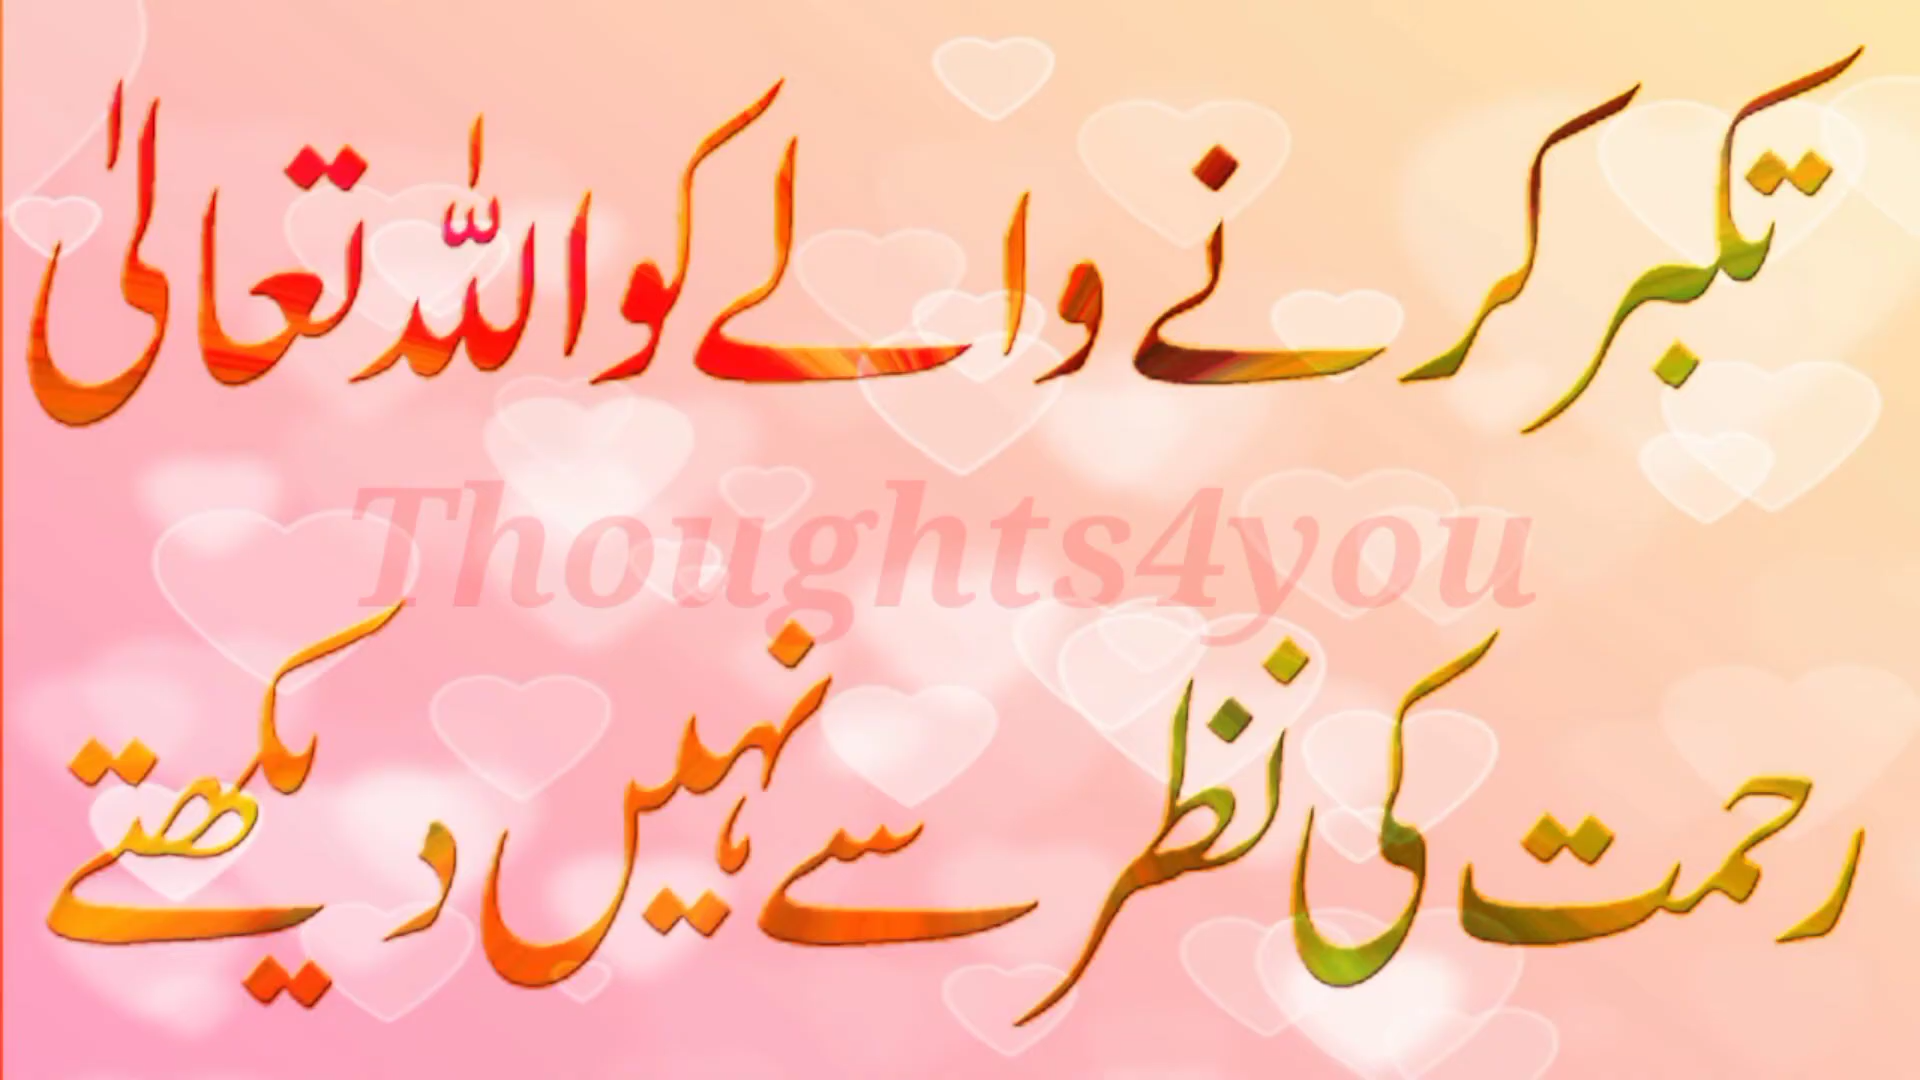 تکبر کرنے والے کو اللہ تعالیٰ
Thoughts4you
رحمت کی نظر سے نہیں دیکھتے